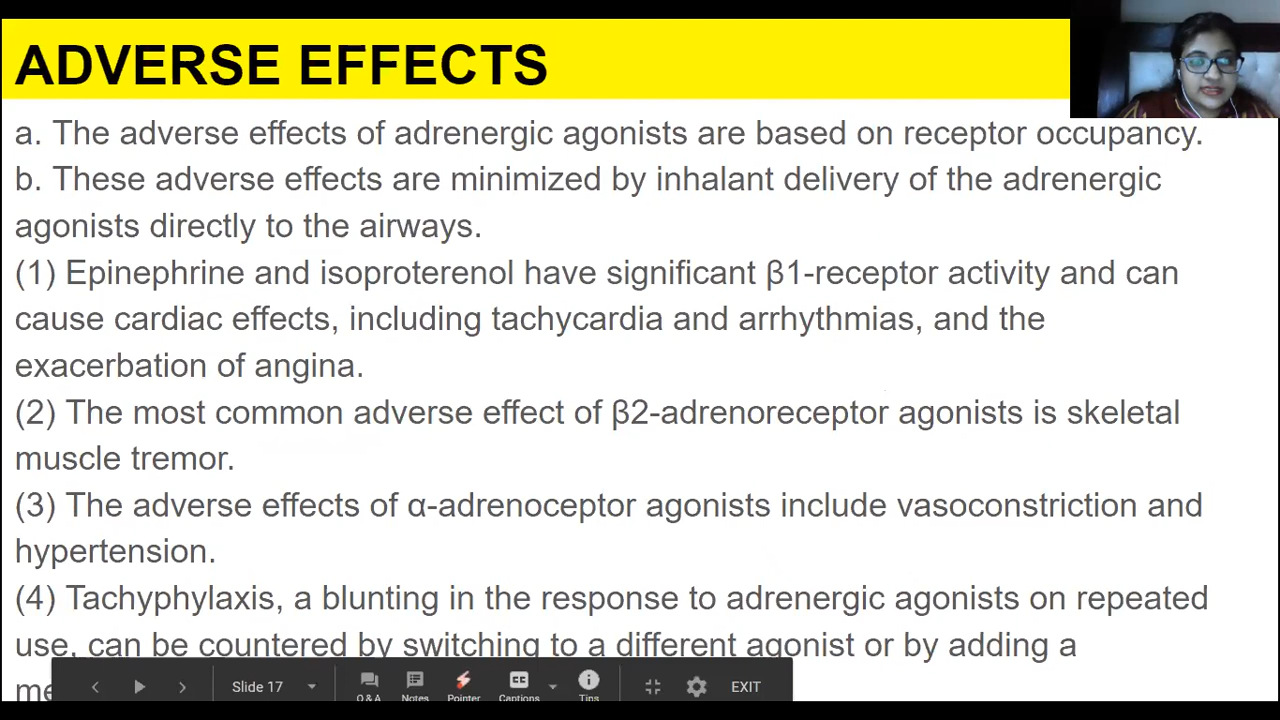 ADVERSE EFFECTS
a. The adverse effects of adrenergic agonists are based on receptor occupancy.
b. These adverse effects are minimized by inhalant delivery of the adrenergic
agonists directly to the airways.
(1) Epinephrine and isoproterenol have significant β1-receptor activity and can
cause cardiac effects, including tachycardia and arrhythmias, and the
exacerbation of angina.
(2) The most common adverse effect of β2-adrenoreceptor agonists is skeletal
muscle tremor.
(3) The adverse effects of α-adrenoceptor agonists include vasoconstriction and
hypertension.
(4) Tachyphylaxis, a blunting in the response to adrenergic agonists on repeated
use, can be countered by switching to a different agonist or by adding a
Slide 17
Q & A Notes Pointer Captions Tips
EXIT